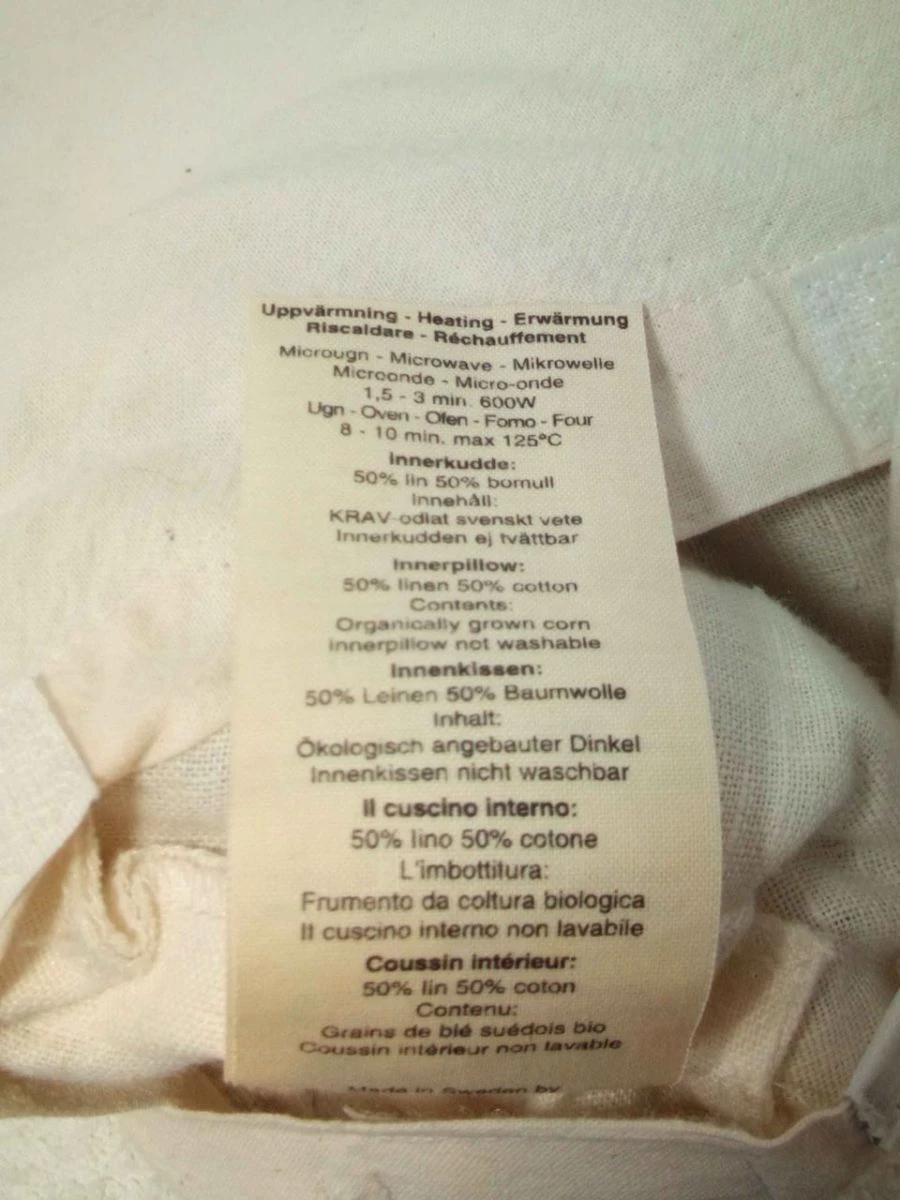 Uppvärmning - Heating - Erwärmung
Riscaldare - Réchauffement
Microugn - Microwave - Mikrowelle
Microonde - Micro-onde
1,5 - 3 min. 600W
Ugn - Oven - Ofen - Forno - Four
8 - 10 min. max 125°C
Innerkudde:
50% lin 50% bomull
Innehåll:
KRAV-odlat svenskt vete
Innerkudden ej tvättbar
Innerpillow:
50% linen 50% cotton
Contents:
Organically grown corn
Innerpillow not washable
Innenkissen:
50% Leinen 50% Baumwolle
Inhalt:
Ökologisch angebauter Dinkel
Innenkissen nicht waschbar
Il cuscino interno:
50% lino 50% cotone
L'imbottitura:
Frumento da coltura biologica
Il cuscino interno non lavabile
Coussin intérieur:
50% lin 50% coton
Contenu:
Grains de blé suédois bio
Coussin intérieur non lavable
Made in Sweden by